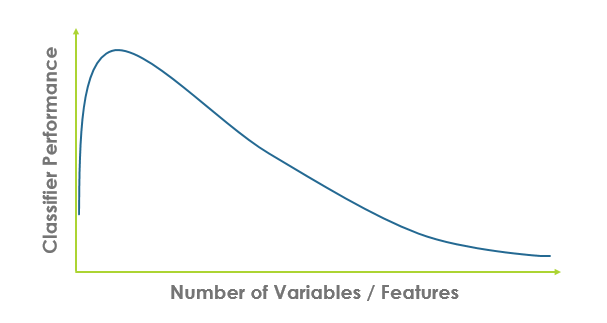 Classifier Performance
Number of Variables / Features